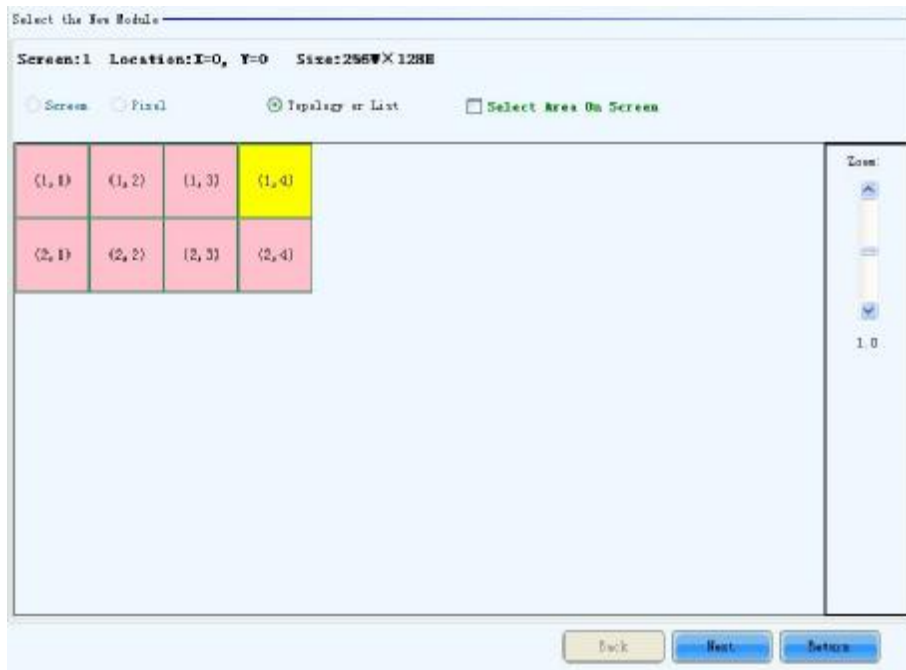 Select the New Module
Screen:1 Location:X=0, Y=0 Size:256W×128H
Screen Pixel Topology or List Select Area On Screen
Zoom:
(1,1) (1,2) (1,3) (1,4)
(2,1) (2,2) (2,3) (2,4)
1.0
Back Next Return